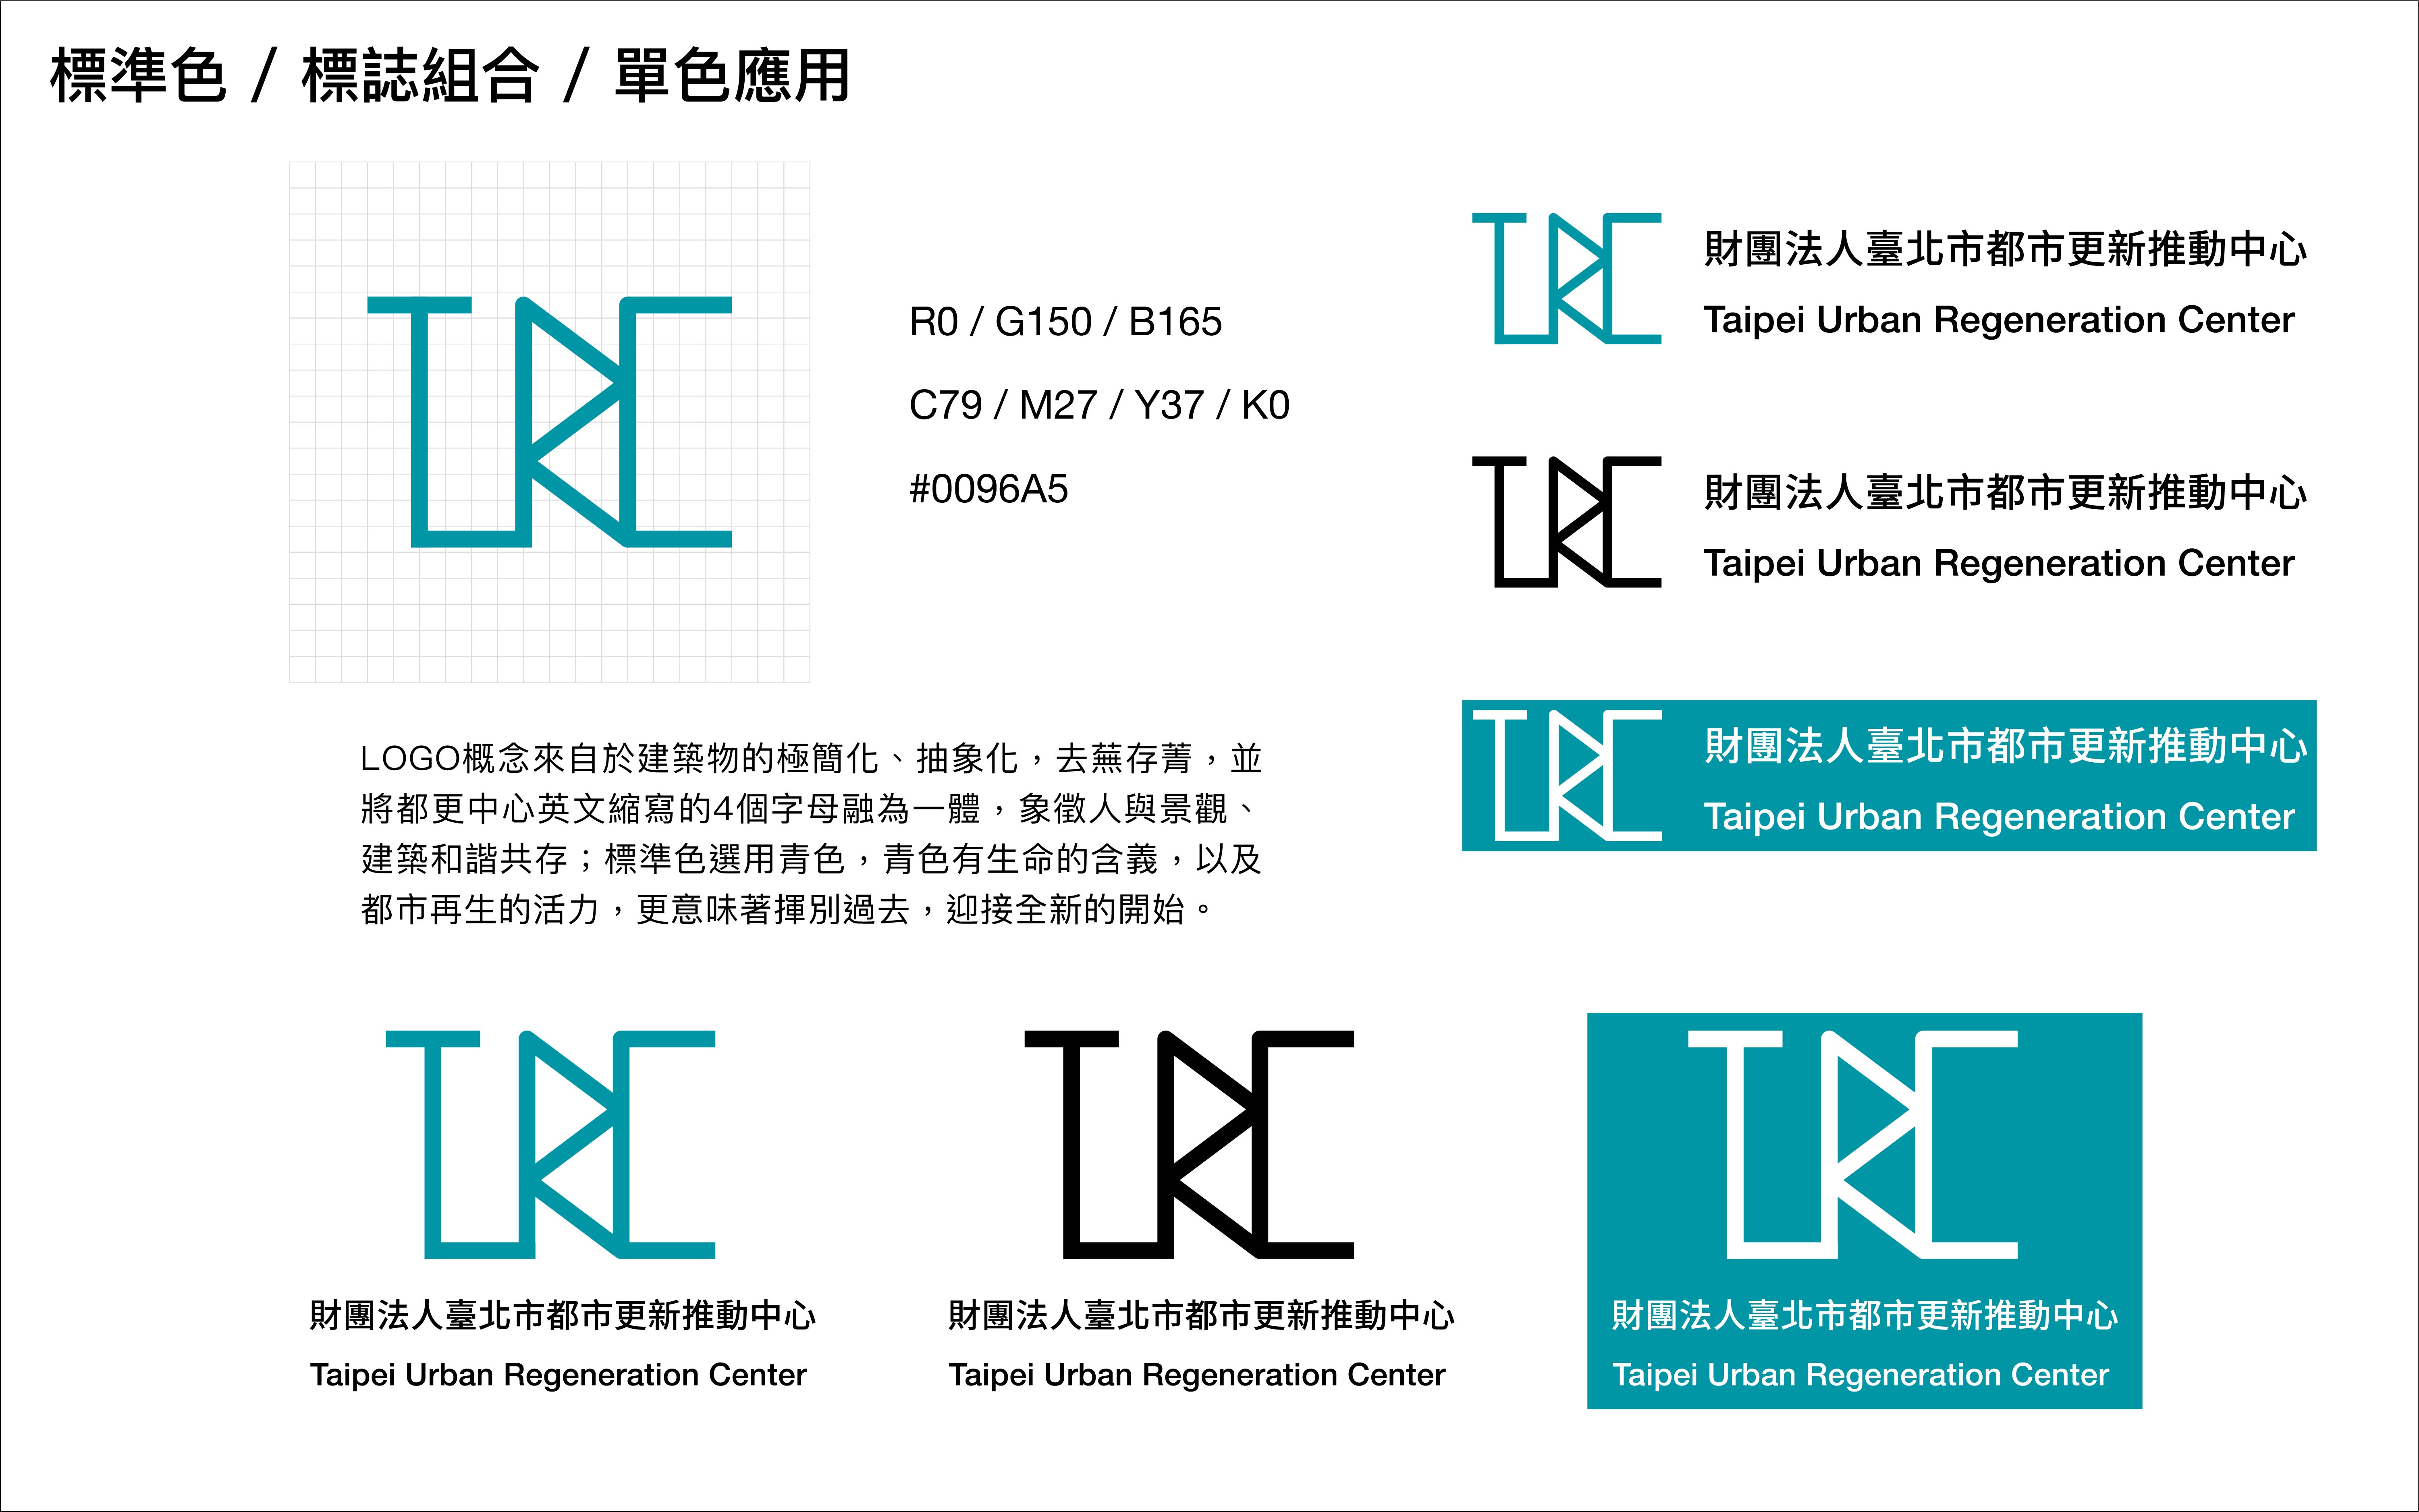 標準色 / 標誌組合 / 單色應用
R0 / G150 / B165
C79 / M27 / Y37 / K0
#0096A5
LOGO概念來自於建築物的極簡化、抽象化，去蕪存菁，並
將都更中心英文縮寫的4個字母融為一體，象徵人與景觀、
建築和諧共存；標準色選用青色，青色有生命的含義，以及
都市再生的活力，更意味著揮別過去，迎接全新的開始。
TURC
財團法人臺北市都市更新推動中心
Taipei Urban Regeneration Center
TURC
財團法人臺北市都市更新推動中心
Taipei Urban Regeneration Center
TURC
財團法人臺北市都市更新推動中心
Taipei Urban Regeneration Center
TURC
財團法人臺北市都市更新推動中心
Taipei Urban Regeneration Center
TURC
財團法人臺北市都市更新推動中心
Taipei Urban Regeneration Center
TURC
財團法人臺北市都市更新推動中心
Taipei Urban Regeneration Center
TURC